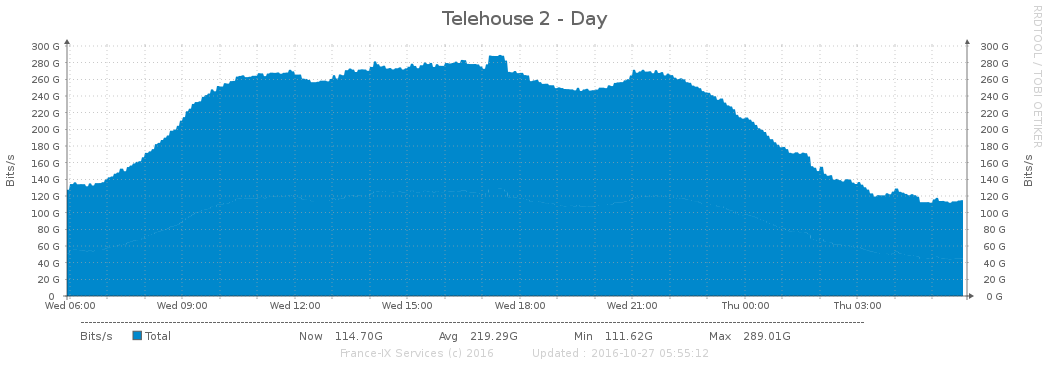 Telehouse 2 - Day
RRDTOOL / TOBI OETIKER
Bits/s
300 G 300 G
280 G 280 G
260 G 260 G
240 G 240 G
220 G 220 G
200 G 200 G
180 G 180 G
160 G 160 G
140 G 140 G
120 G 120 G
100 G 100 G
80 G 80 G
60 G 60 G
40 G 40 G
20 G 20 G
0 0 G
Bits/s
Wed 06:00 Wed 09:00 Wed 12:00 Wed 15:00 Wed 18:00 Wed 21:00 Thu 00:00 Thu 03:00
Bits/s Total Now 114.70G Avg 219.29G Min 111.62G Max 289.01G
France-IX Services (c) 2016 Updated : 2016-10-27 05:55:12